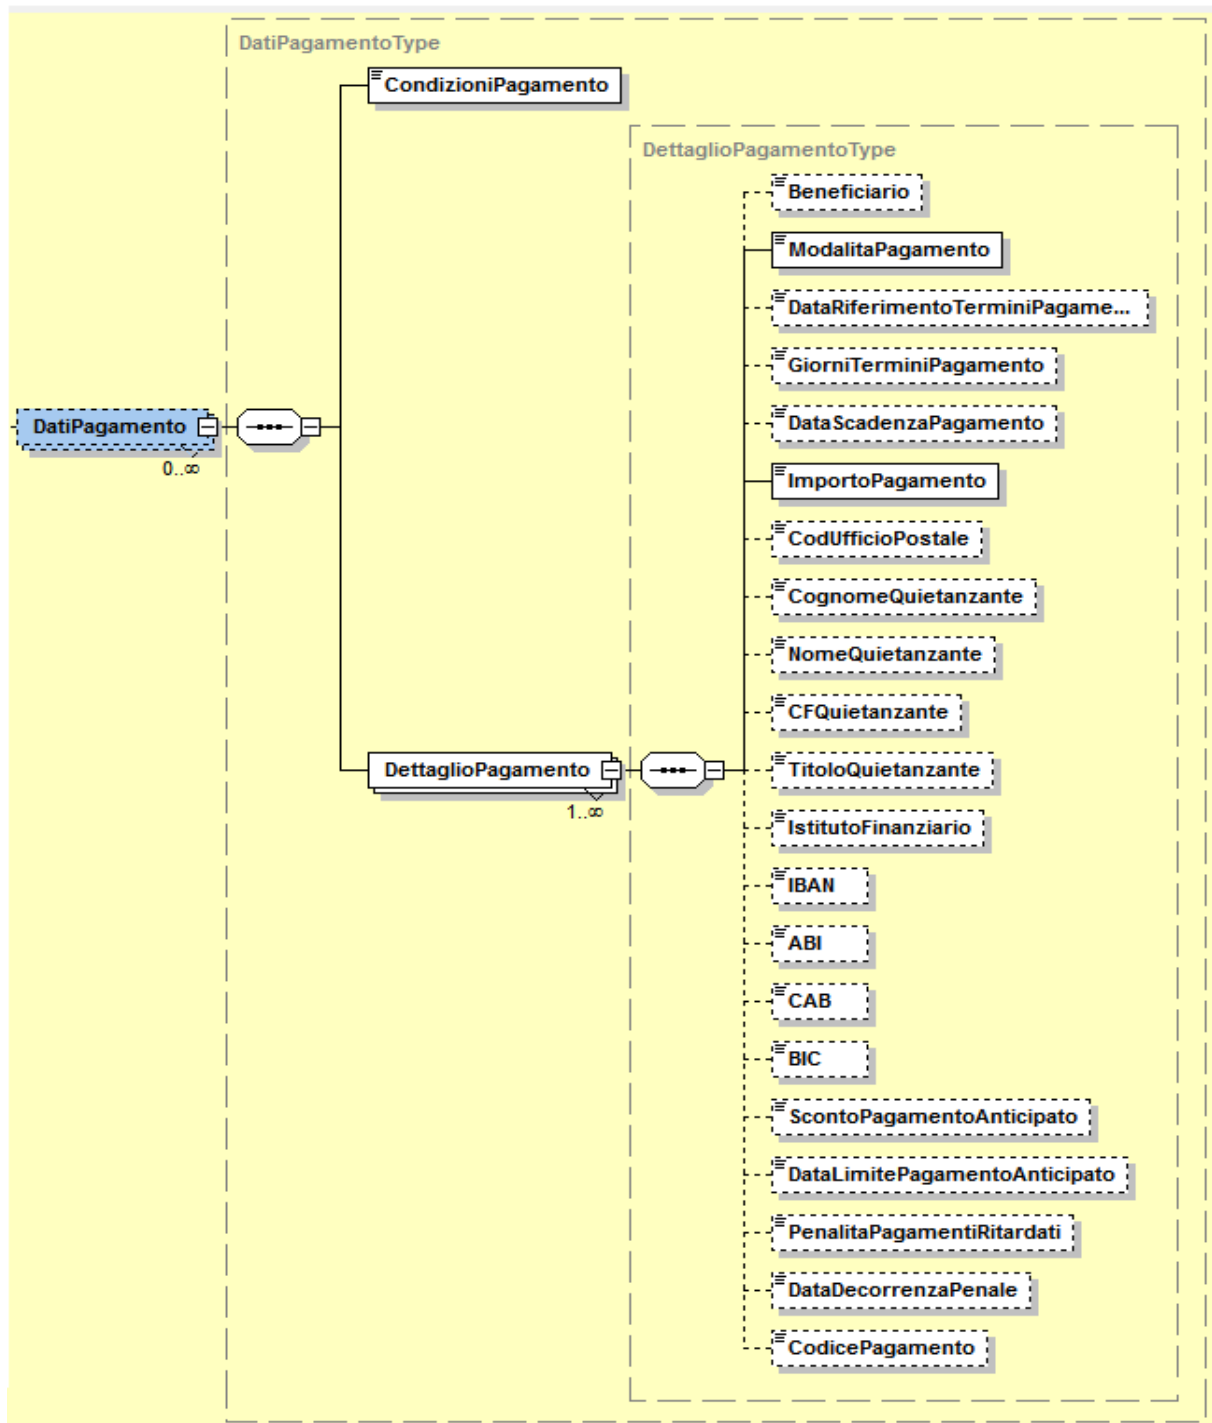 DatiPagamentoType
CondizioniPagamento
DettaglioPagamentoType
Beneficiario
ModalitaPagamento
DataRiferimentoTerminiPagame...
GiorniTerminiPagamento
DataScadenzaPagamento
DatiPagamento
0..∞
ImportoPagamento
CodUfficioPostale
CognomeQuietanzante
NomeQuietanzante
CFQuietanzante
DettaglioPagamento
1..∞
TitoloQuietanzante
IstitutoFinanziario
IBAN
ABI
CAB
BIC
ScontoPagamentoAnticipato
DataLimitePagamentoAnticipato
PenalitaPagamentiRitardati
DataDecorrenzaPenale
CodicePagamento